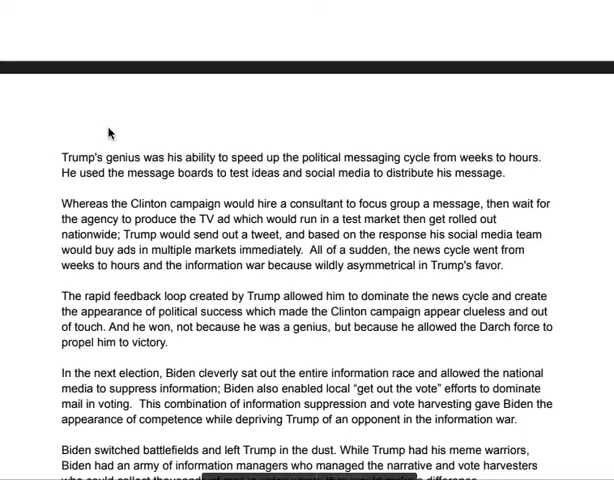 Trump's genius was his ability to speed up the political messaging cycle from weeks to hours.
He used the message boards to test ideas and social media to distribute his message.
Whereas the Clinton campaign would hire a consultant to focus group a message, then wait for
the agency to produce the TV ad which would run in a test market then get rolled out
nationwide; Trump would send out a tweet, and based on the response his social media team
would buy ads in multiple markets immediately.  All of a sudden, the news cycle went from
weeks to hours and the information war because wildly asymmetrical in Trump's favor.
The rapid feedback loop created by Trump allowed him to dominate the news cycle and create
the appearance of political success which made the Clinton campaign appear clueless and out
of touch. And he won, not because he was a genius, but because he allowed the Darch force to
propel him to victory.
In the next election, Biden cleverly sat out the entire information race and allowed the national
media to suppress information; Biden also enabled local “get out the vote” efforts to dominate
mail in voting.  This combination of information suppression and vote harvesting gave Biden the
appearance of competence while depriving Trump of an opponent in the information war.
Biden switched battlefields and left Trump in the dust. While Trump had his meme warriors,
Biden had an army of information managers who managed the narrative and vote harvesters
who could collect